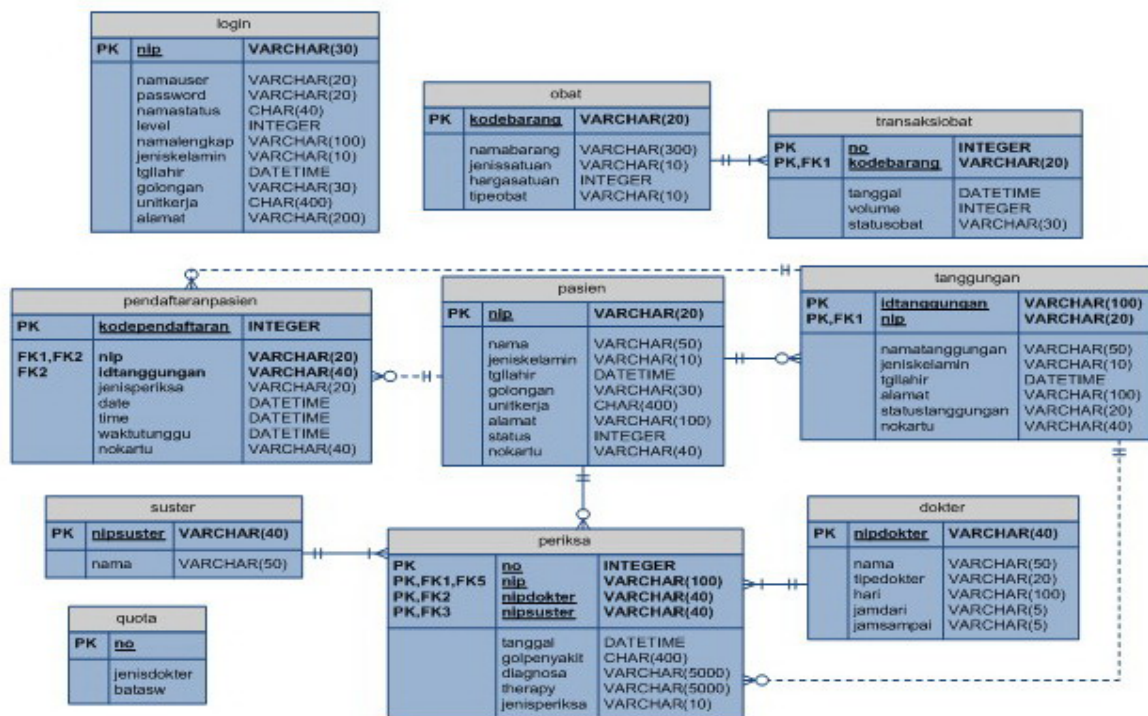 login
PK nip VARCHAR(30)
namauser VARCHAR(20)
password VARCHAR(20)
namastatus CHAR(40)
level INTEGER
namalengkap VARCHAR(100)
jeniskelamin VARCHAR(10)
tgllahir DATETIME
golongan VARCHAR(30)
unitkerja CHAR(400)
alamat VARCHAR(200)
obat
PK kodebarang VARCHAR(20)
namabarang VARCHAR(300)
jenissatuan VARCHAR(10)
hargasatuan INTEGER
tipeobat VARCHAR(10)
transaksiobat
PK no INTEGER
PK,FK1 kodebarang VARCHAR(20)
tanggal DATETIME
volume INTEGER
statusobat VARCHAR(30)
pendaftaranpasien
PK kodependaftaran INTEGER
FK1,FK2 nip VARCHAR(20)
FK2 idtanggungan VARCHAR(40)
jenisperiksa VARCHAR(20)
date DATETIME
time DATETIME
waktutunggu DATETIME
nokartu VARCHAR(40)
pasien
PK nip VARCHAR(20)
nama VARCHAR(50)
jeniskelamin VARCHAR(10)
tgllahir DATETIME
golongan VARCHAR(30)
unitkerja CHAR(400)
alamat VARCHAR(100)
status INTEGER
nokartu VARCHAR(40)
tanggungan
PK idtanggungan VARCHAR(100)
PK,FK1 nip VARCHAR(20)
namatanggungan VARCHAR(50)
jeniskelamin VARCHAR(10)
tgllahir DATETIME
alamat VARCHAR(100)
statustanggungan VARCHAR(20)
nokartu VARCHAR(40)
suster
PK nipsuster VARCHAR(40)
nama VARCHAR(50)
periksa
PK no INTEGER
PK,FK1,FK5 nip VARCHAR(100)
PK,FK2 nipdokter VARCHAR(40)
PK,FK3 nipsuster VARCHAR(40)
tanggal DATETIME
golpenyakit CHAR(400)
diagnosa VARCHAR(5000)
therapy VARCHAR(5000)
jenisperiksa VARCHAR(10)
dokter
PK nipdokter VARCHAR(40)
nama VARCHAR(50)
tipedokter VARCHAR(20)
hari VARCHAR(100)
jamdari VARCHAR(5)
jamsampai VARCHAR(5)
quota
PK no
jenisdokter
batasw